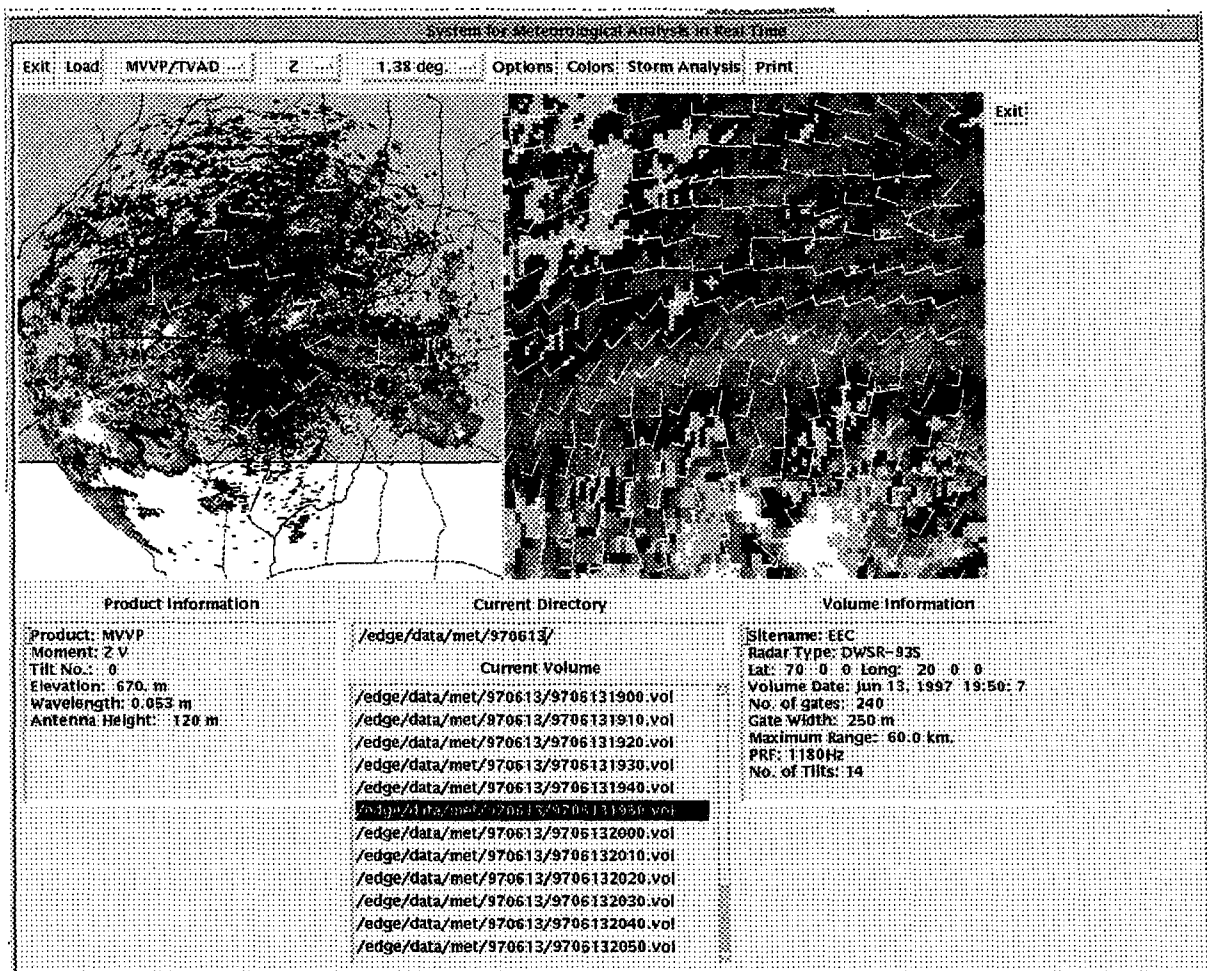 System for Meteorological Analysis in Real Time
Exit Load MVVP/TVAD ... Z ... 1.38 deg. ... Options Colors Storm Analysis Print
Exit
Product Information
Product: MVVP
Moment: Z V
Tilt No.: 0
Elevation: 670. m
Wavelength: 0.053 m
Antenna Height: 120 m
Current Directory
/edge/data/met/970613/
Current Volume
/edge/data/met/970613/9706131900.vol
/edge/data/met/970613/9706131910.vol
/edge/data/met/970613/9706131920.vol
/edge/data/met/970613/9706131930.vol
/edge/data/met/970613/9706131940.vol
/edge/data/met/970613/9706131950.vol
/edge/data/met/970613/9706132000.vol
/edge/data/met/970613/9706132010.vol
/edge/data/met/970613/9706132020.vol
/edge/data/met/970613/9706132030.vol
/edge/data/met/970613/9706132040.vol
/edge/data/met/970613/9706132050.vol
Volume Information
Sitename: EEC
Radar Type: DWSR-93S
Lat: 70 0 0 Long: 20 0 0
Volume Date: Jun 13, 1997 19:50: 7
No. of gates: 240
Gate Width: 250 m
Maximum Range: 60.0 km.
PRF: 1180Hz
No. of Tilts: 14